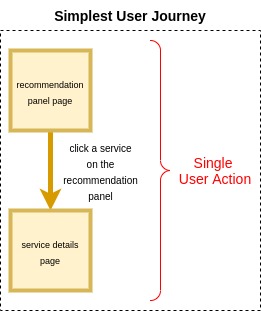 Simplest User Journey
recommendation
panel page
click a service
on the
recommendation
panel
Single
User Action
service details
page